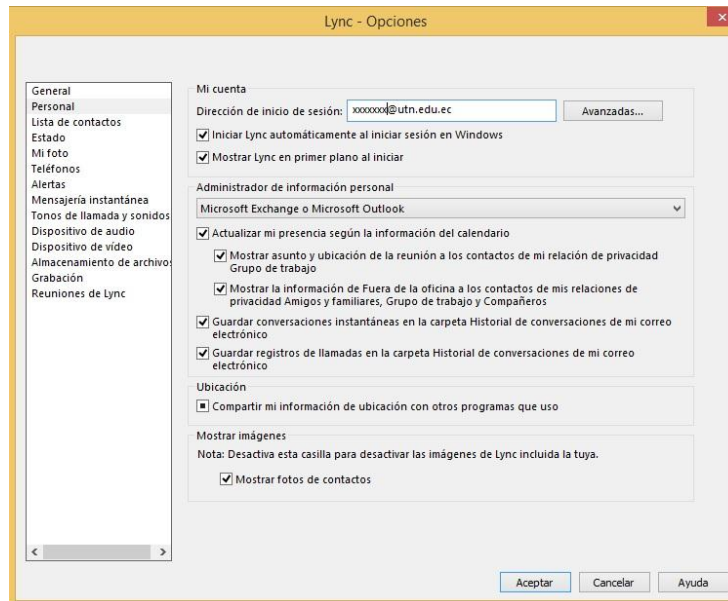 Lync - Opciones
x
General
Personal
Lista de contactos
Estado
Mi foto
Teléfonos
Alertas
Mensajería instantánea
Tonos de llamada y sonidos
Dispositivo de audio
Dispositivo de vídeo
Almacenamiento de archivos
Grabación
Reuniones de Lync
Mi cuenta
Dirección de inicio de sesión: xxxxxxx@utn.edu.ec Avanzadas...
Iniciar Lync automáticamente al iniciar sesión en Windows
Mostrar Lync en primer plano al iniciar
Administrador de información personal
Microsoft Exchange o Microsoft Outlook
Actualizar mi presencia según la información del calendario
Mostrar asunto y ubicación de la reunión a los contactos de mi relación de privacidad
Grupo de trabajo
Mostrar la información de Fuera de la oficina a los contactos de mis relaciones de
privacidad Amigos y familiares, Grupo de trabajo y Compañeros
Guardar conversaciones instantáneas en la carpeta Historial de conversaciones de mi correo
electrónico
Guardar registros de llamadas en la carpeta Historial de conversaciones de mi correo
electrónico
Ubicación
Compartir mi información de ubicación con otros programas que uso
Mostrar imágenes
Nota: Desactiva esta casilla para desactivar las imágenes de Lync incluida la tuya.
Mostrar fotos de contactos
Aceptar Cancelar Ayuda